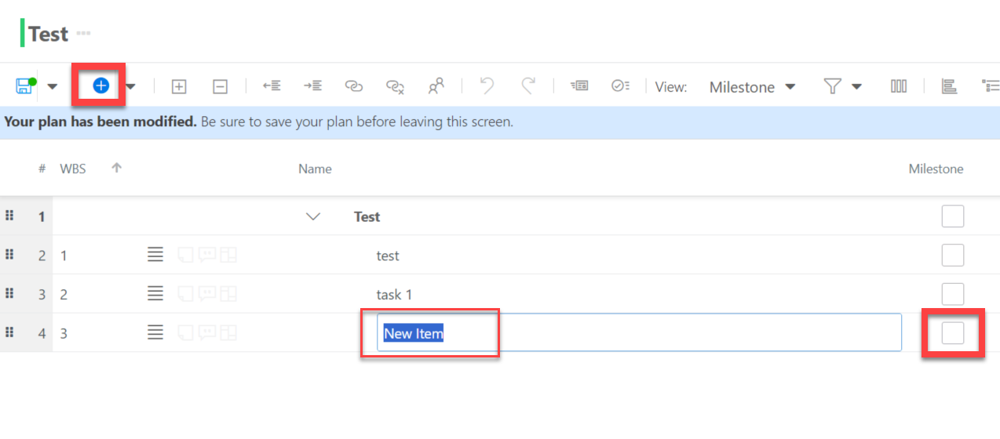 Test
View: Milestone
Your plan has been modified. Be sure to save your plan before leaving this screen.
# WBS Name Milestone
1 Test
2 1 test
3 2 task 1
4 3 New Item